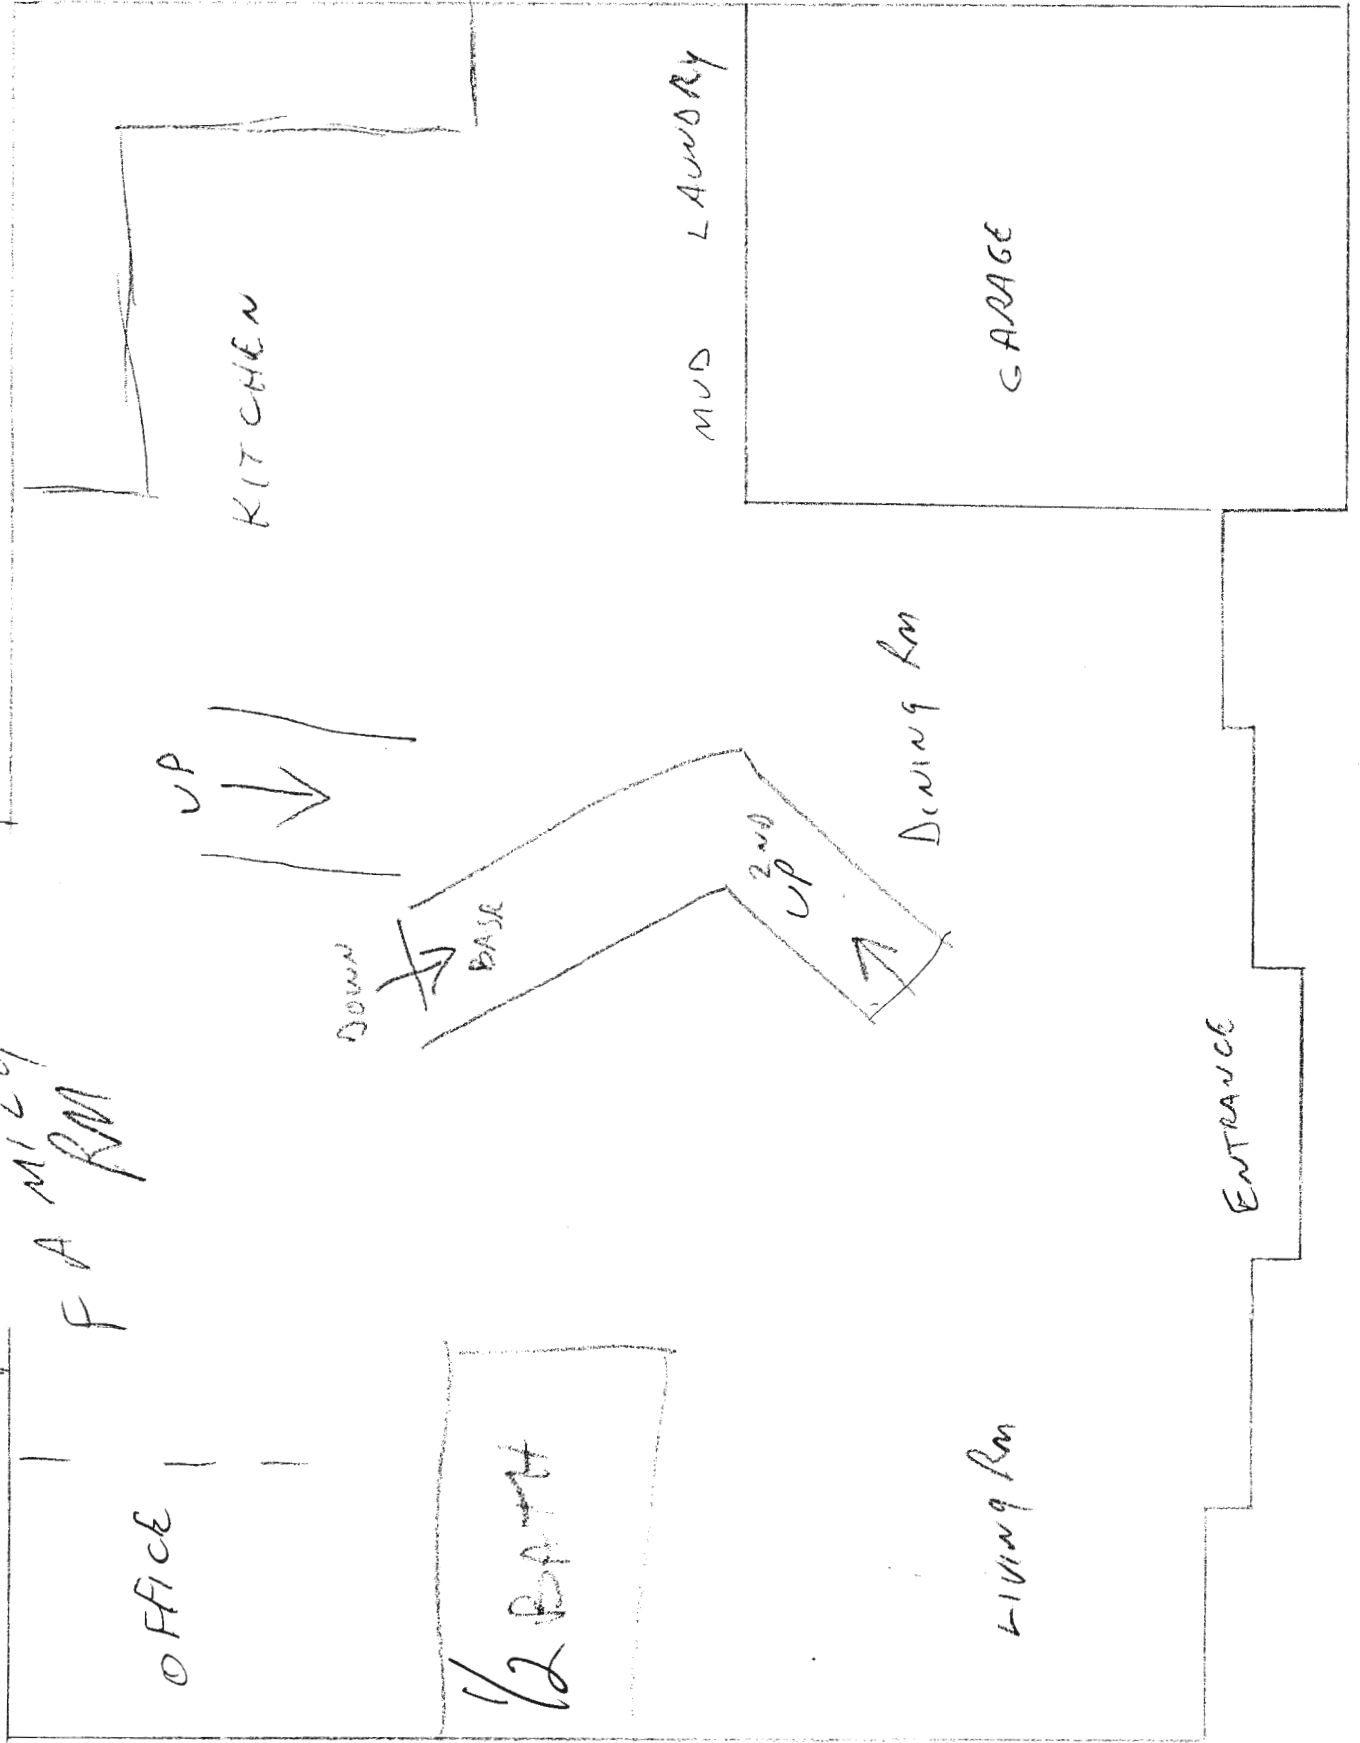 FAMILY
RM
OFFICE
UP
KITCHEN
DOWN
BASE
1/2 BATH
2ND
UP
MUD LAUNDRY
DINING RM
LIVING RM
GARAGE
ENTRANCE